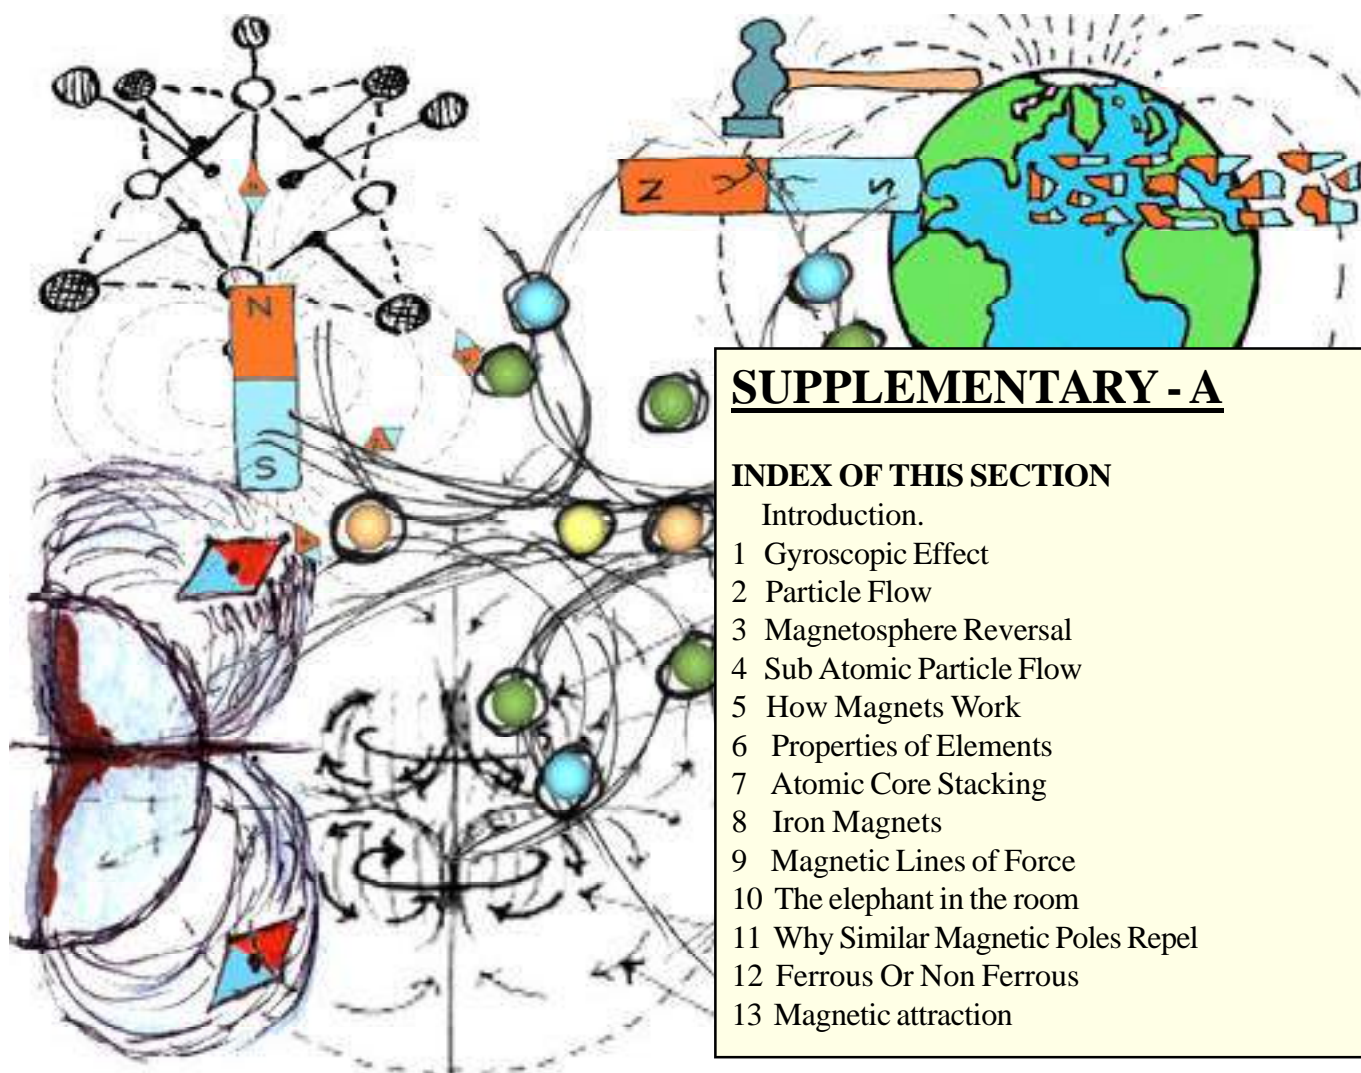 N
S
N
S
SUPPLEMENTARY - A
INDEX OF THIS SECTION
Introduction.
1 Gyroscopic Effect
2 Particle Flow
3 Magnetosphere Reversal
4 Sub Atomic Particle Flow
5 How Magnets Work
6 Properties of Elements
7 Atomic Core Stacking
8 Iron Magnets
9 Magnetic Lines of Force
10 The elephant in the room
11 Why Similar Magnetic Poles Repel
12 Ferrous Or Non Ferrous
13 Magnetic attraction